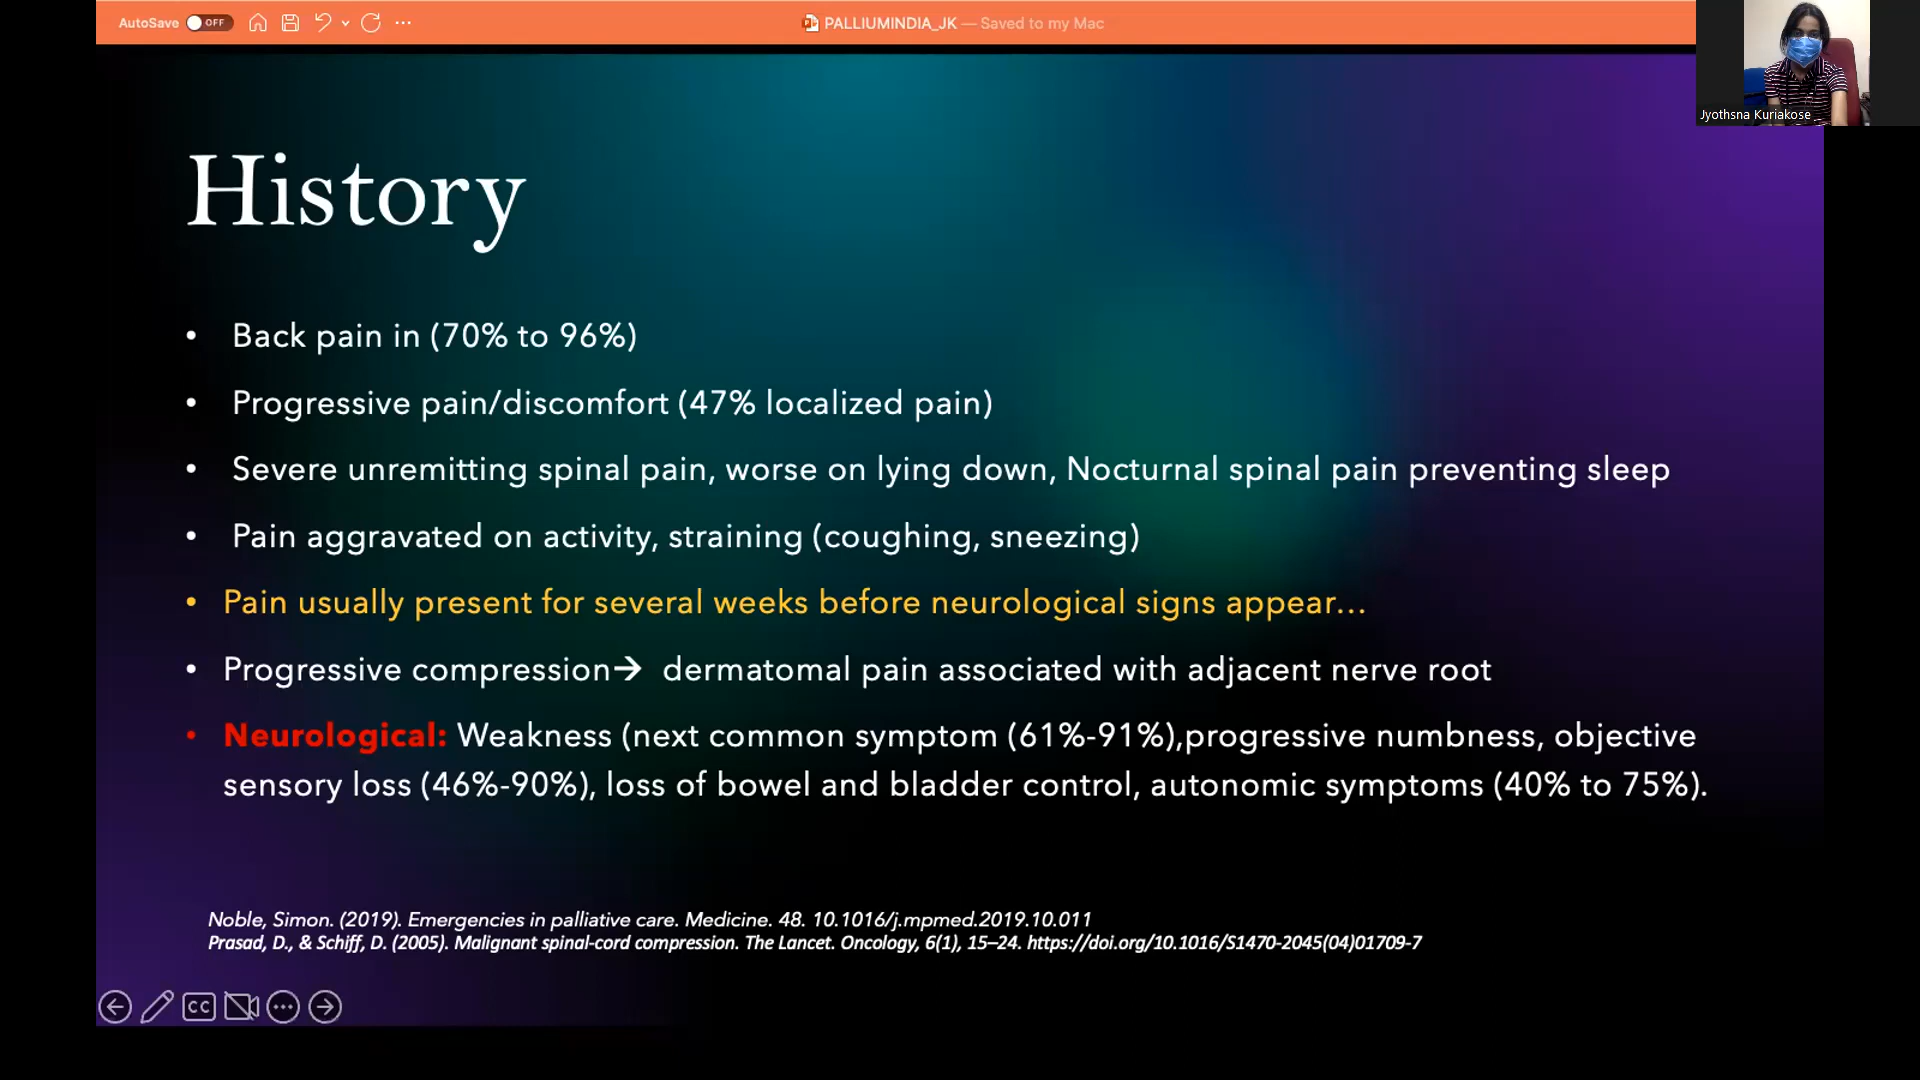 AutoSave OFF
PALLIUMINDIA_JK — Saved to my Mac
Jyothsna Kuriakose
History
• Back pain in (70% to 96%)
• Progressive pain/discomfort (47% localized pain)
• Severe unremitting spinal pain, worse on lying down, Nocturnal spinal pain preventing sleep
• Pain aggravated on activity, straining (coughing, sneezing)
• Pain usually present for several weeks before neurological signs appear...
• Progressive compression→ dermatomal pain associated with adjacent nerve root
• Neurological: Weakness (next common symptom (61%-91%),progressive numbness, objective
sensory loss (46%-90%), loss of bowel and bladder control, autonomic symptoms (40% to 75%).
Noble, Simon. (2019). Emergencies in palliative care. Medicine. 48. 10.1016/j.mpmed.2019.10.011
Prasad, D., & Schiff, D. (2005). Malignant spinal-cord compression. The Lancet. Oncology, 6(1), 15–24. https://doi.org/10.1016/S1470-2045(04)01709-7
CC